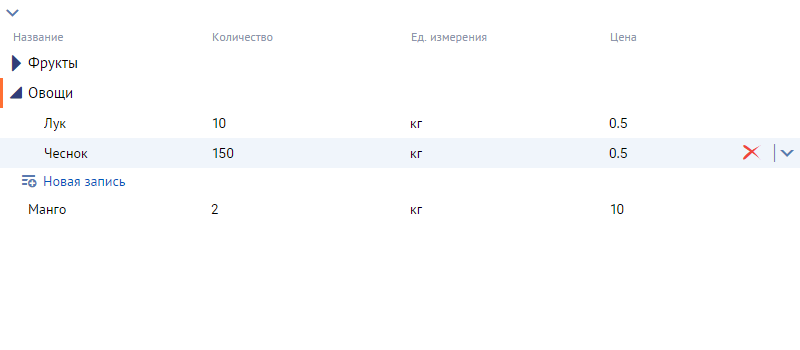 Название Количество Ед. измерения Цена
Фрукты
Овощи
Лук 10 кг 0.5
Чеснок 150 кг 0.5
Новая запись
Манго 2 кг 10